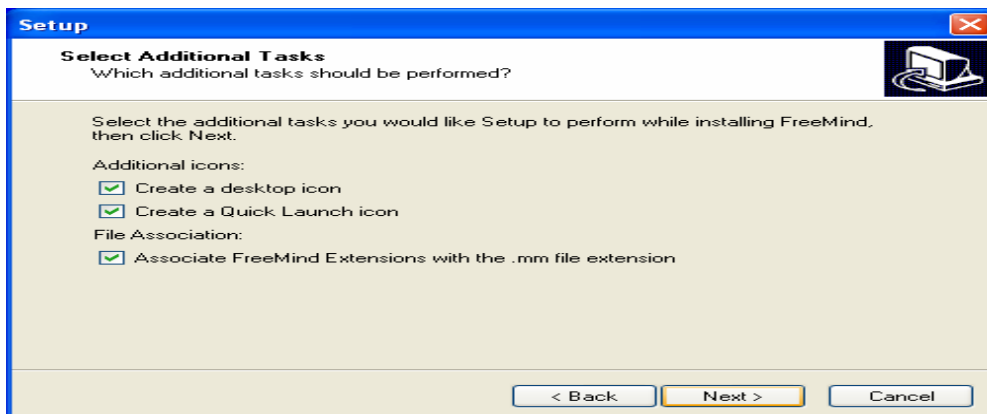 Setup
Select Additional Tasks
Which additional tasks should be performed?
Select the additional tasks you would like Setup to perform while installing FreeMind,
then click Next.
Additional icons:
Create a desktop icon
Create a Quick Launch icon
File Association:
Associate FreeMind Extensions with the .mm file extension
< Back Next > Cancel